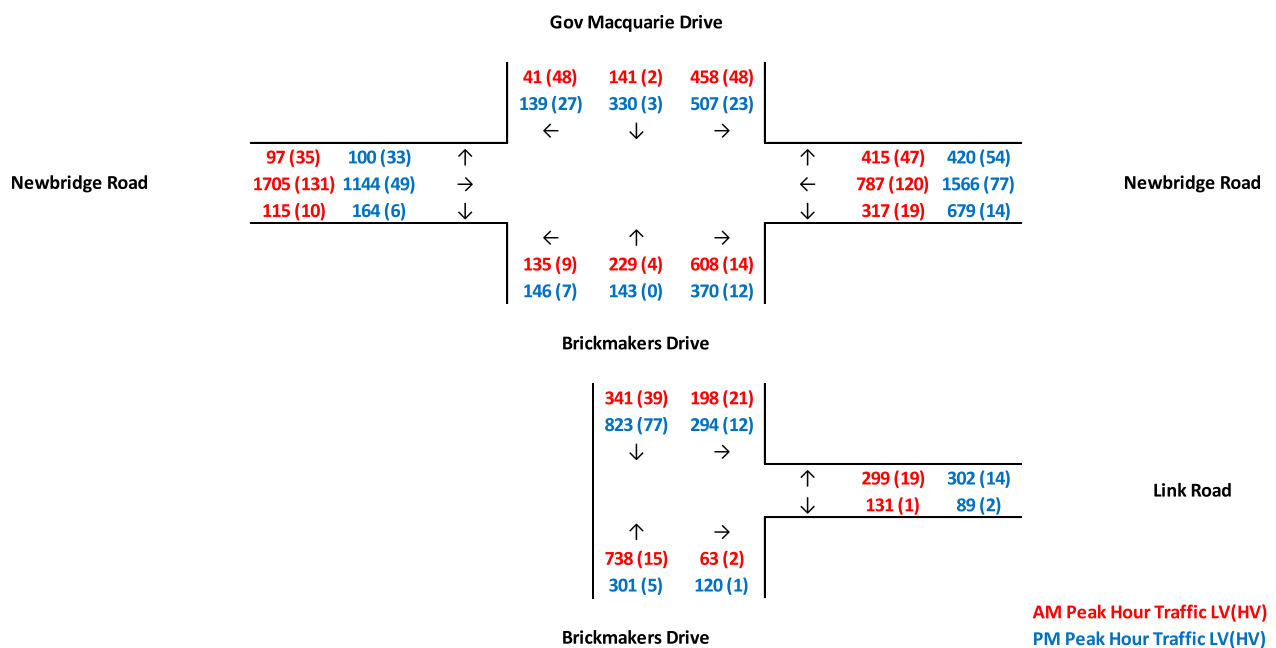 Gov Macquarie Drive
41 (48) 141 (2) 458 (48)
139 (27) 330 (3) 507 (23)
← ↓ →
97 (35) 100 (33) ↑ ↑ 415 (47) 420 (54)
Newbridge Road 1705 (131) 1144 (49) → ← 787 (120) 1566 (77) Newbridge Road
115 (10) 164 (6) ↓ ↓ 317 (19) 679 (14)
← ↑ →
135 (9) 229 (4) 608 (14)
146 (7) 143 (0) 370 (12)
Brickmakers Drive
341 (39) 198 (21)
823 (77) 294 (12)
↓ →
↑ 299 (19) 302 (14)
Link Road
↓ 131 (1) 89 (2)
↑ →
738 (15) 63 (2)
301 (5) 120 (1)
Brickmakers Drive
AM Peak Hour Traffic LV(HV)
PM Peak Hour Traffic LV(HV)